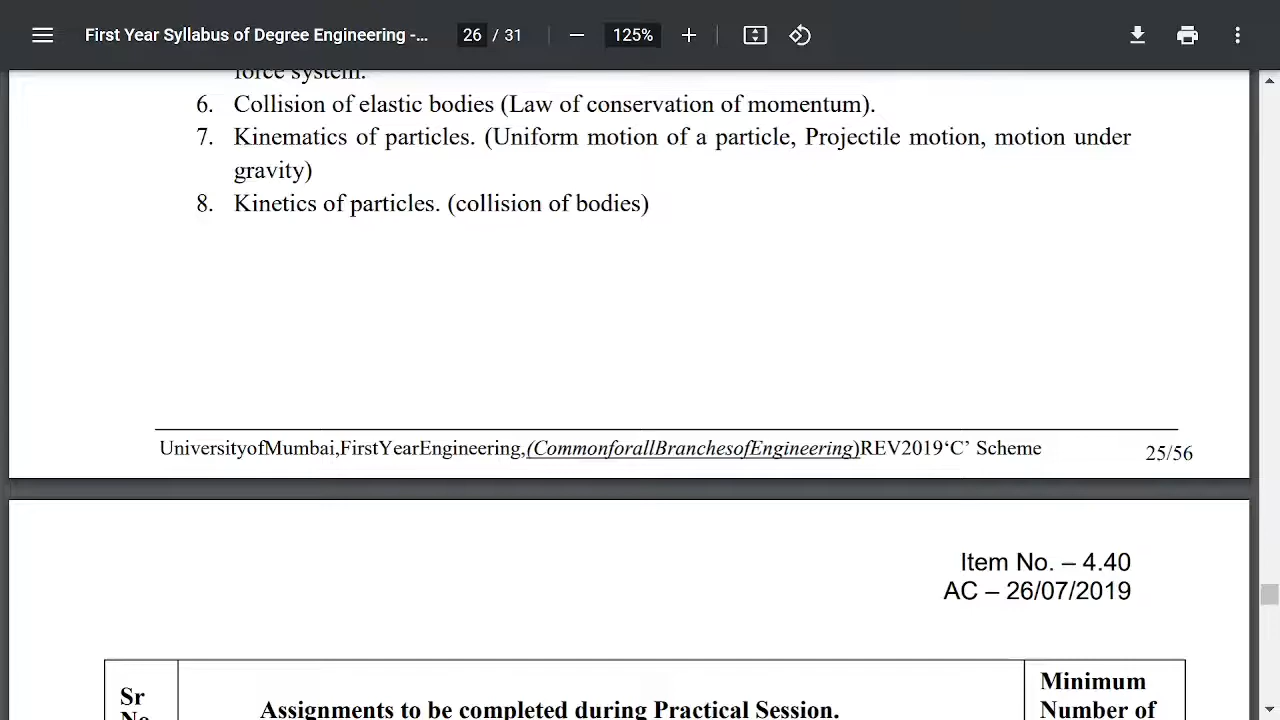 First Year Syllabus of Degree Engineering -... 26 / 31 125%
force system.
6. Collision of elastic bodies (Law of conservation of momentum).
7. Kinematics of particles. (Uniform motion of a particle, Projectile motion, motion under
gravity)
8. Kinetics of particles. (collision of bodies)
UniversityofMumbai,FirstYearEngineering,(CommonforallBranchesofEngineering)REV2019‘C’ Scheme 25/56
Item No. – 4.40
AC – 26/07/2019
Sr
No
Assignments to be completed during Practical Session.
Minimum
Number of